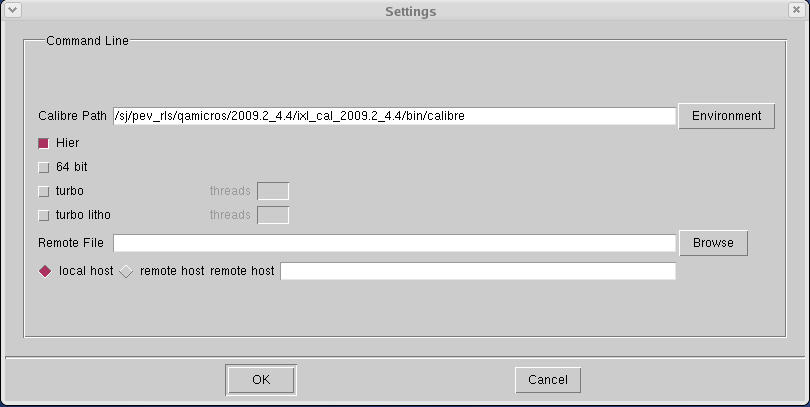 Settings
Command Line
Calibre Path /sj/pev_rls/qamicros/2009.2_4.4/ixl_cal_2009.2_4.4/bin/calibre Environment
Hier
64 bit
turbo threads
turbo litho threads
Remote File Browse
local host remote host remote host
OK Cancel